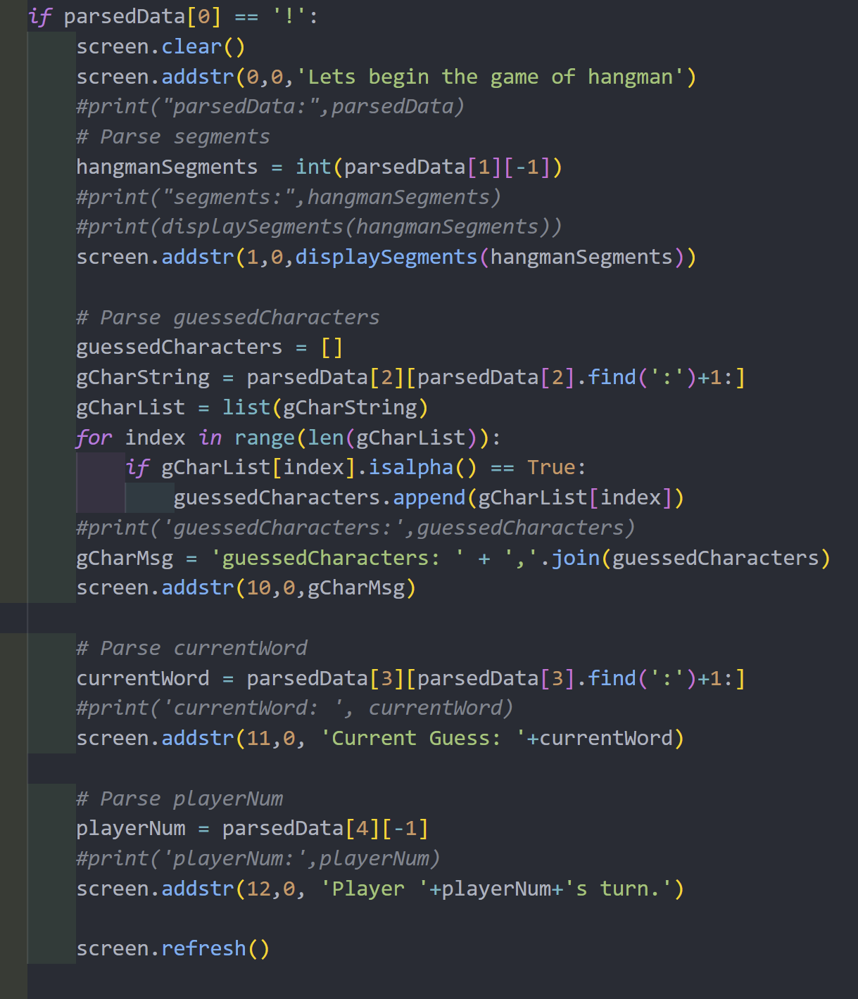 if parsedData[0] == '!':
screen.clear()
screen.addstr(0,0,'Lets begin the game of hangman')
#print("parsedData:",parsedData)
# Parse segments
hangmanSegments = int(parsedData[1][-1])
#print("segments:",hangmanSegments)
#print(displaySegments(hangmanSegments))
screen.addstr(1,0,displaySegments(hangmanSegments))
# Parse guessedCharacters
guessedCharacters = []
gCharString = parsedData[2][parsedData[2].find(':')+1:]
gCharList = list(gCharString)
for index in range(len(gCharList)):
if gCharList[index].isalpha() == True:
guessedCharacters.append(gCharList[index])
#print('guessedCharacters:',guessedCharacters)
gCharMsg = 'guessedCharacters: ' + ','.join(guessedCharacters)
screen.addstr(10,0,gCharMsg)
# Parse currentWord
currentWord = parsedData[3][parsedData[3].find(':')+1:]
#print('currentWord: ', currentWord)
screen.addstr(11,0, 'Current Guess: '+currentWord)
# Parse playerNum
playerNum = parsedData[4][-1]
#print('playerNum:',playerNum)
screen.addstr(12,0, 'Player '+playerNum+'s turn.')
screen.refresh()